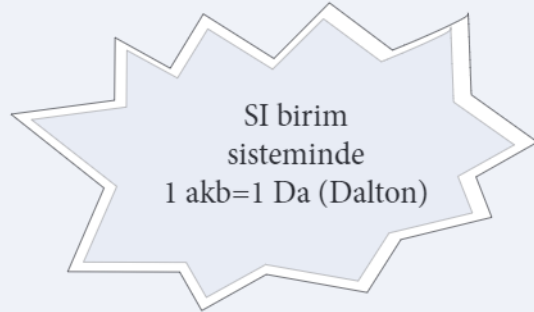 SI birim
sisteminde
1 akb=1 Da (Dalton)